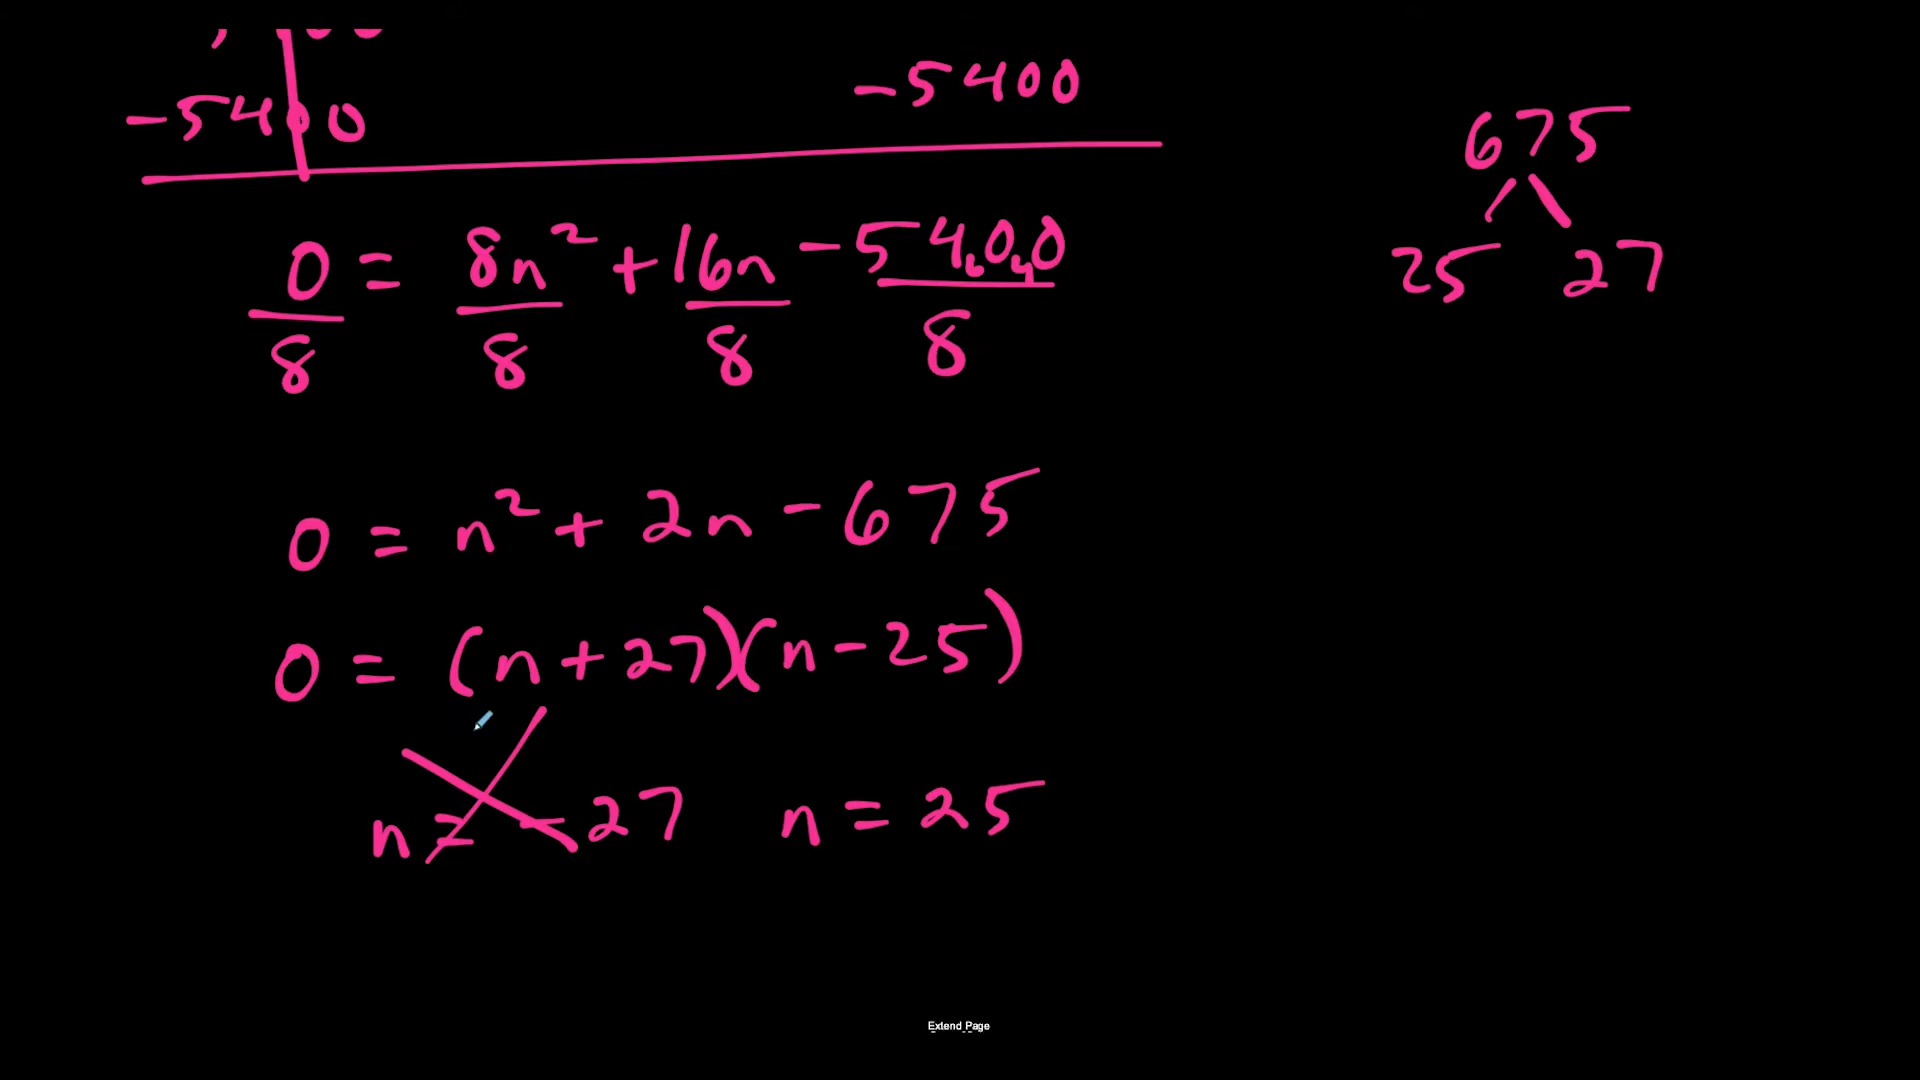 -5400 -5400
0/8 = 8n²/8 + 16n/8 - 5400/8
0 = n² + 2n - 675
0 = (n + 27)(n - 25)
n = -27 n = 25
675
25 27
Extend Page